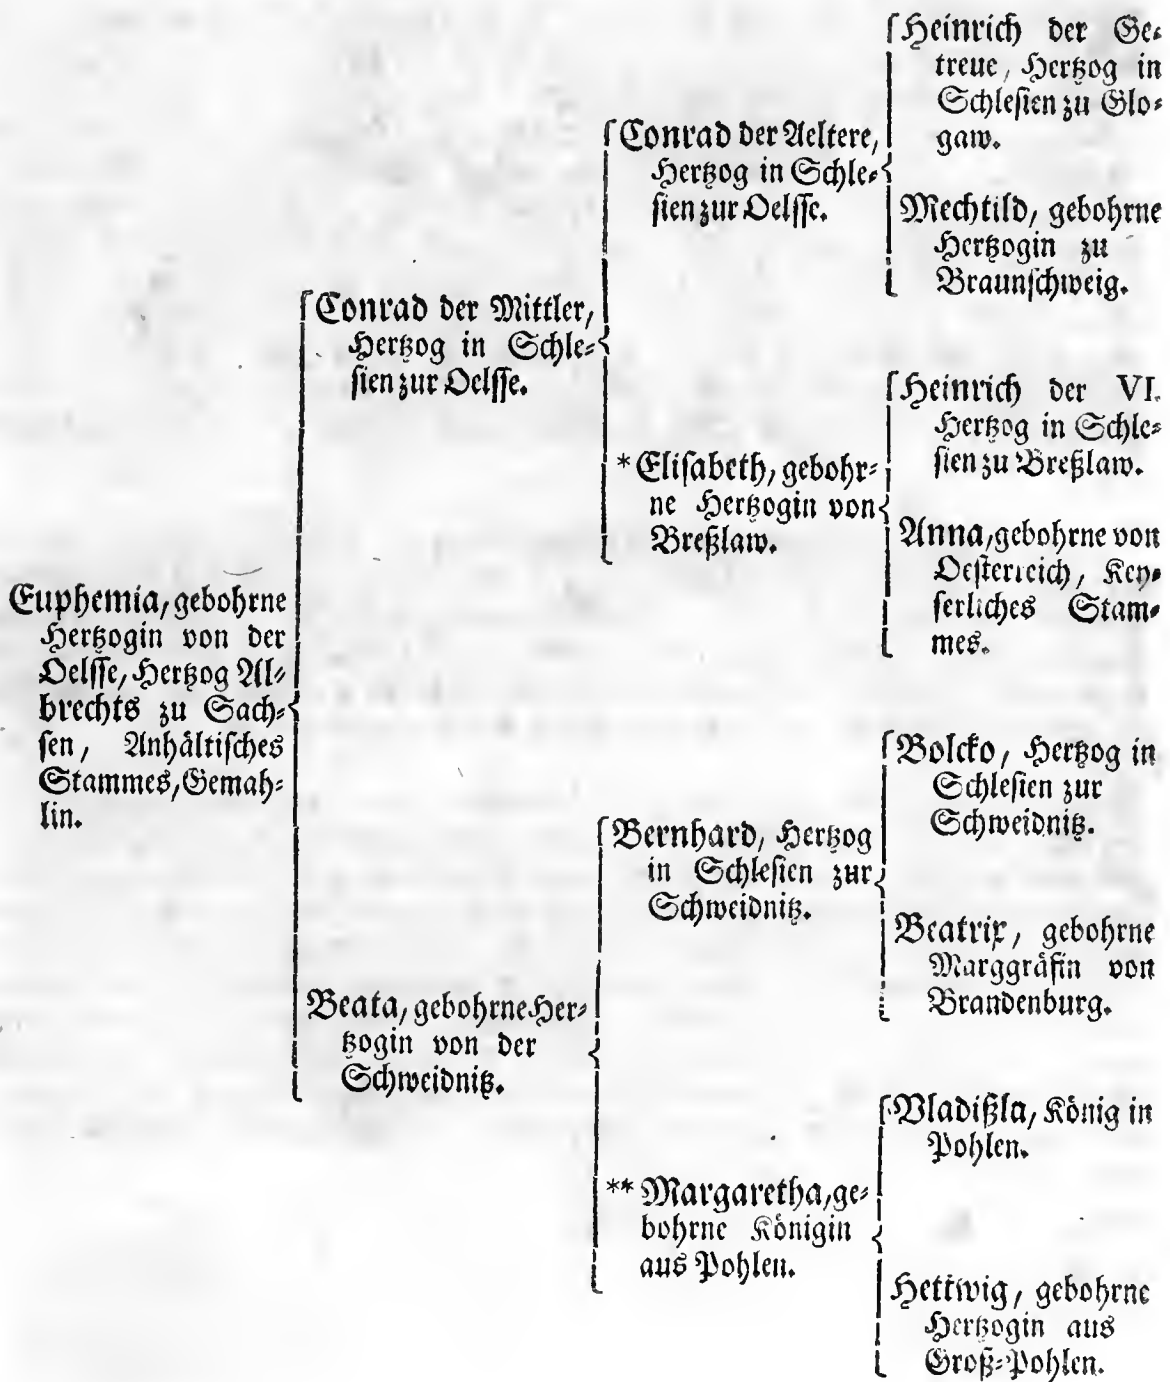 Euphemia, gebohrne
Hertzogin von der
Oelsse, Hertzog Al-
brechts zu Sach-
sen, Anhältisches
Stammes, Gemah-
lin.
Conrad der Mittler,
Hertzog in Schle-
sien zur Oelsse.
Beata, gebohrne Her-
tzogin von der
Schweidnitz.
Conrad der Aeltere,
Hertzog in Schle-
sien zur Oelsse.
* Elisabeth, gebohr-
ne Hertzogin von
Breßlaw.
Bernhard, Hertzog
in Schlesien zur
Schweidnitz.
** Margaretha, ge-
bohrne Königin
aus Pohlen.
Heinrich der Ge-
treue, Hertzog in
Schlesien zu Glo-
gaw.
Mechtild, gebohrne
Hertzogin zu
Braunschweig.
Heinrich der VI.
Hertzog in Schle-
sien zu Breßlaw.
Anna, gebohrne von
Oesterreich, Key-
serliches Stam-
mes.
Bolcko, Hertzog in
Schlesien zur
Schweidnitz.
Beatrix, gebohrne
Marggräfin von
Brandenburg.
Vladißla, König in
Pohlen.
Hettwig, gebohrne
Hertzogin aus
Groß-Pohlen.